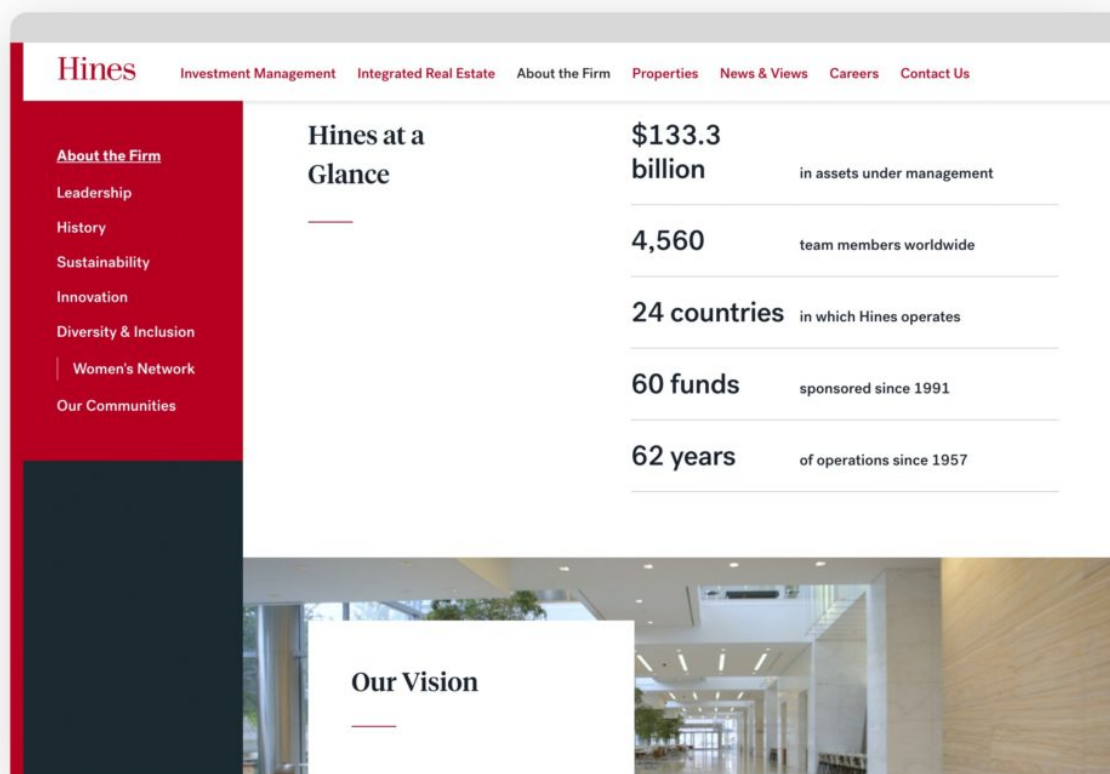 Hines
Investment Management Integrated Real Estate About the Firm Properties News & Views Careers Contact Us
About the Firm
Leadership
History
Sustainability
Innovation
Diversity & Inclusion
Women's Network
Our Communities
Hines at a
Glance
$133.3
billion in assets under management
4,560 team members worldwide
24 countries in which Hines operates
60 funds sponsored since 1991
62 years of operations since 1957
Our Vision